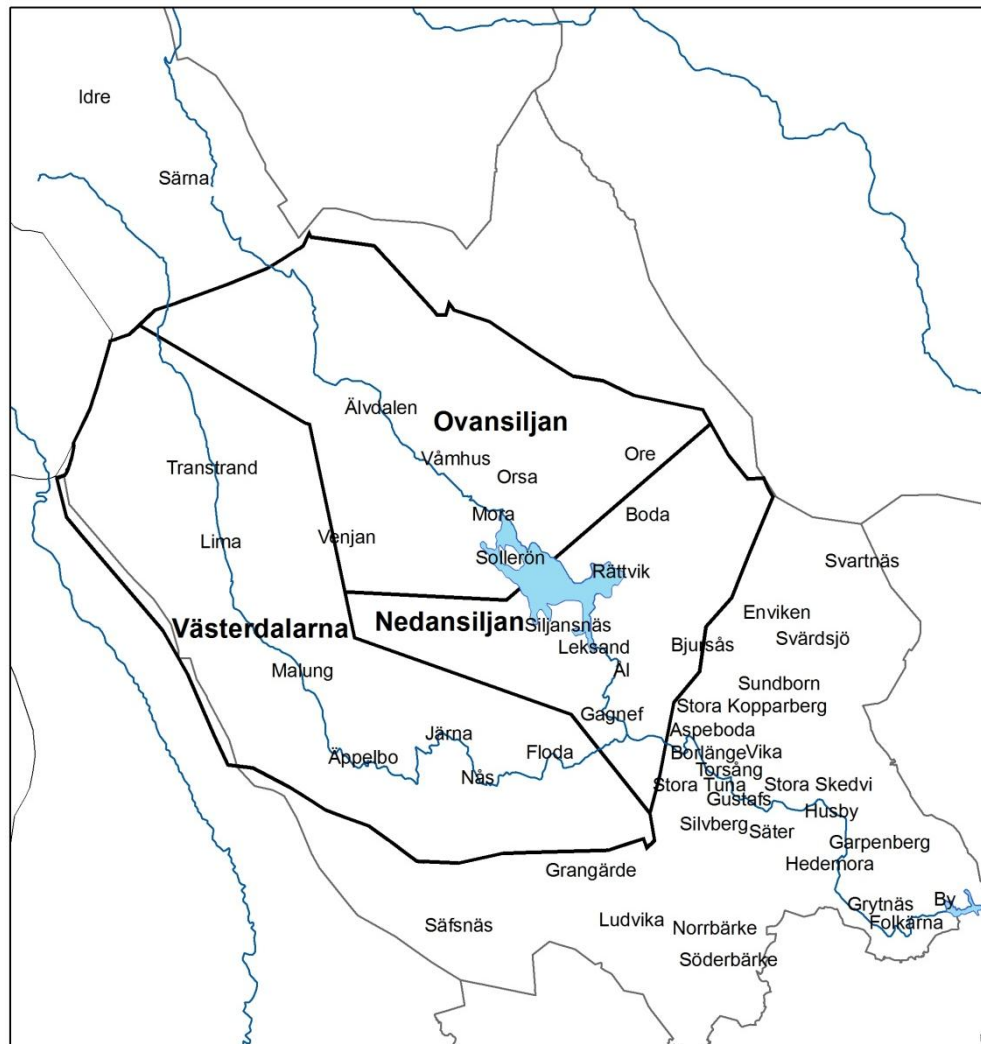 Idre
Särna
Älvdalen
Ovansiljan
Våmhus
Ore
Transtrand
Orsa
Mora
Boda
Lima
Venjan
Sollerön
Rättvik
Svartnäs
Enviken
Västerdalarna
Nedansiljan
Siljansnäs
Svärdsjö
Leksand
Bjursås
Malung
Ål
Sundborn
Stora Kopparberg
Gagnef
Järna
Aspeboda
Äppelbo
Floda
Borlänge
Vika
Nås
Torsång
Stora Tuna
Stora Skedvi
Gustafs
Husby
Silvberg
Säter
Garpenberg
Grangärde
Hedemora
Grytnäs
By
Säfsnäs
Ludvika
Norrbärke
Folkärna
Söderbärke